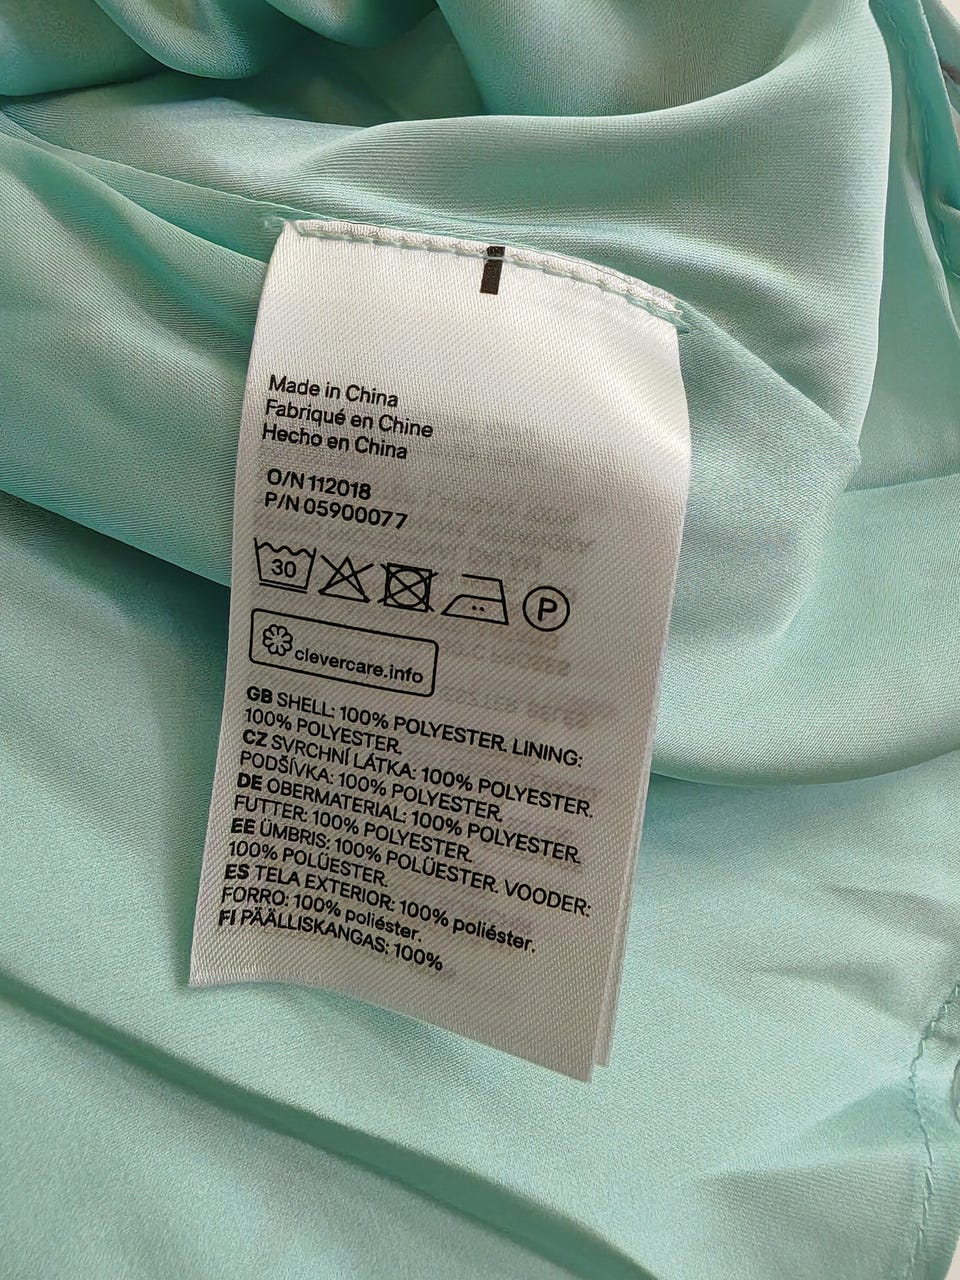 Made in China
Fabriqué en Chine
Hecho en China
O/N 112018
P/N 05900077
30
P
clevercare.info
GB SHELL: 100% POLYESTER. LINING:
100% POLYESTER.
CZ SVRCHNÍ LÁTKA: 100% POLYESTER.
PODŠÍVKA: 100% POLYESTER.
DE OBERMATERIAL: 100% POLYESTER.
FUTTER: 100% POLYESTER.
EE ÜMBRIS: 100% POLÜESTER. VOODER:
100% POLÜESTER.
ES TELA EXTERIOR: 100% poliéster.
FORRO: 100% poliéster.
FI PÄÄLLISKANGAS: 100%